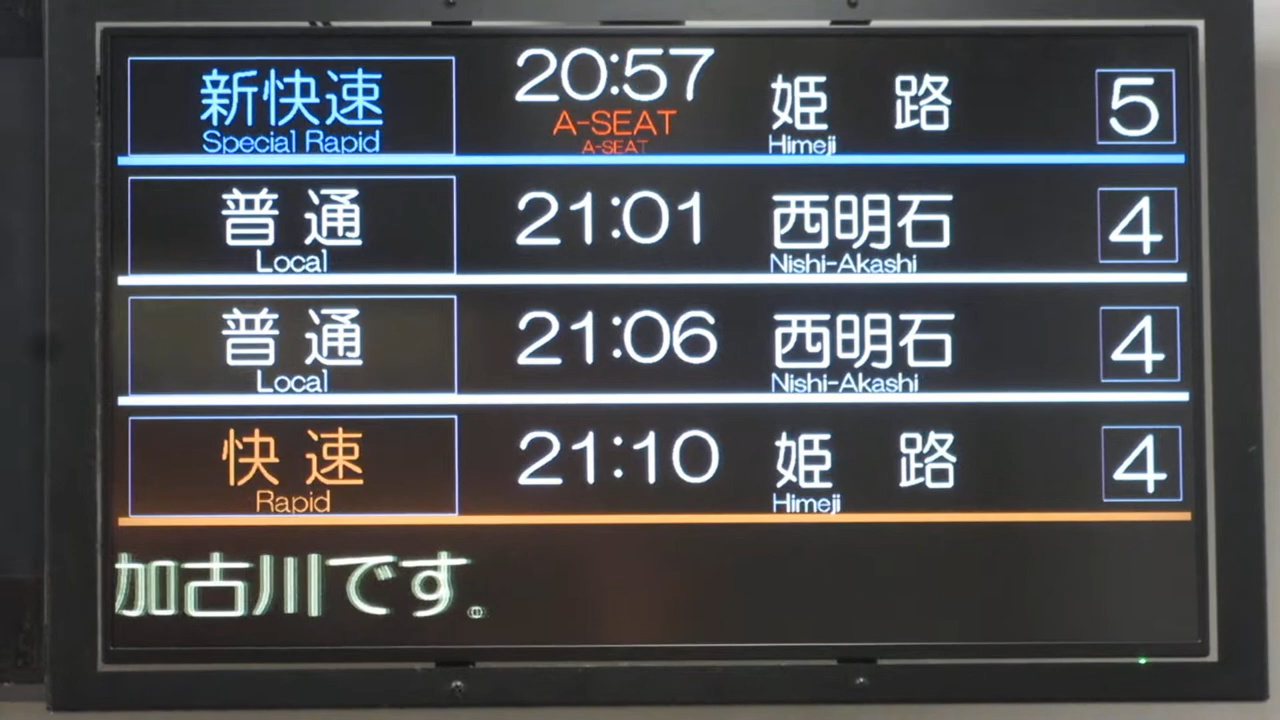 新快速 20:57 姫路 5
Special Rapid A-SEAT Himeji
A-SEAT
普通 21:01 西明石 4
Local Nishi-Akashi
普通 21:06 西明石 4
Local Nishi-Akashi
快速 21:10 姫路 4
Rapid Himeji
加古川です。